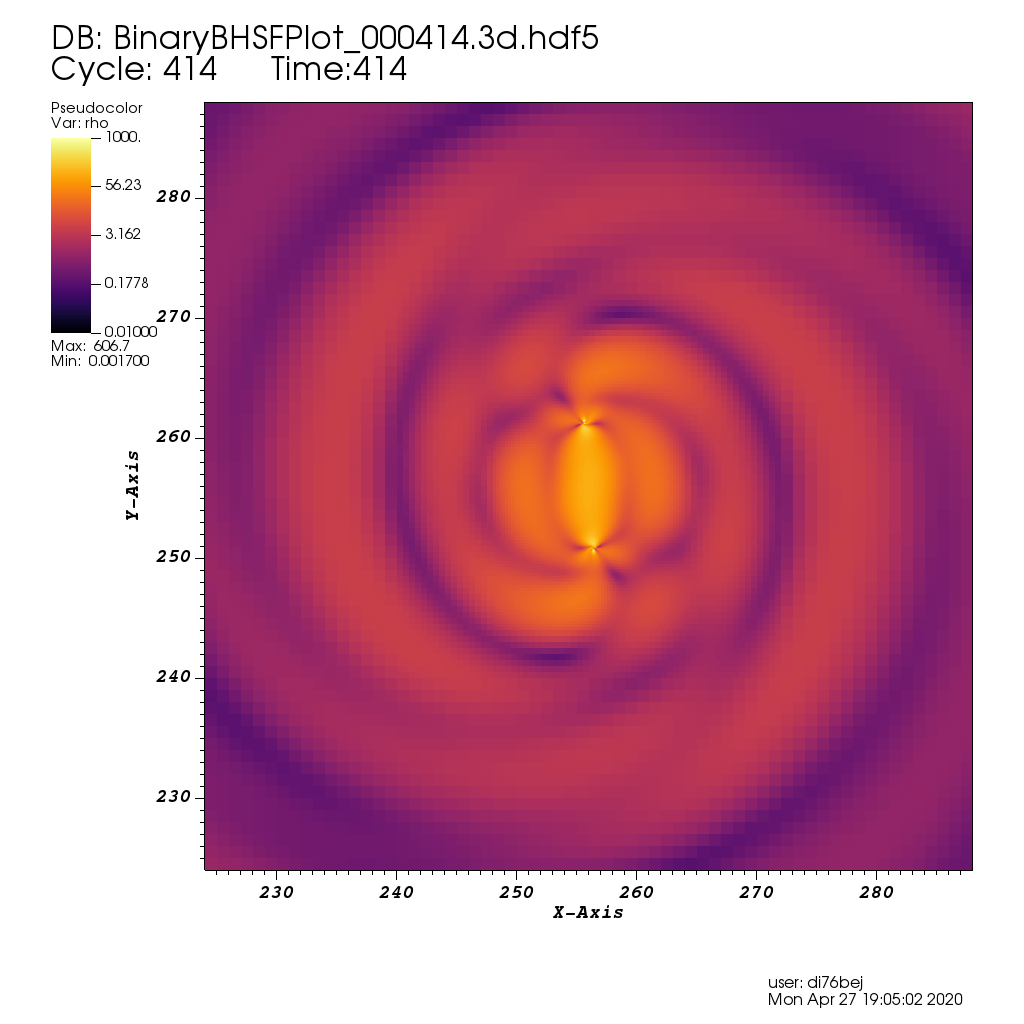 DB: BinaryBHSFPlot_000414.3d.hdf5
Cycle: 414 Time:414
Pseudocolor
Var: rho
1000.
56.23
3.162
0.1778
0.01000
Max: 606.7
Min: 0.001700
280
270
260
250
240
230
Y-Axis
230 240 250 260 270 280
X-Axis
user: di76bej
Mon Apr 27 19:05:02 2020